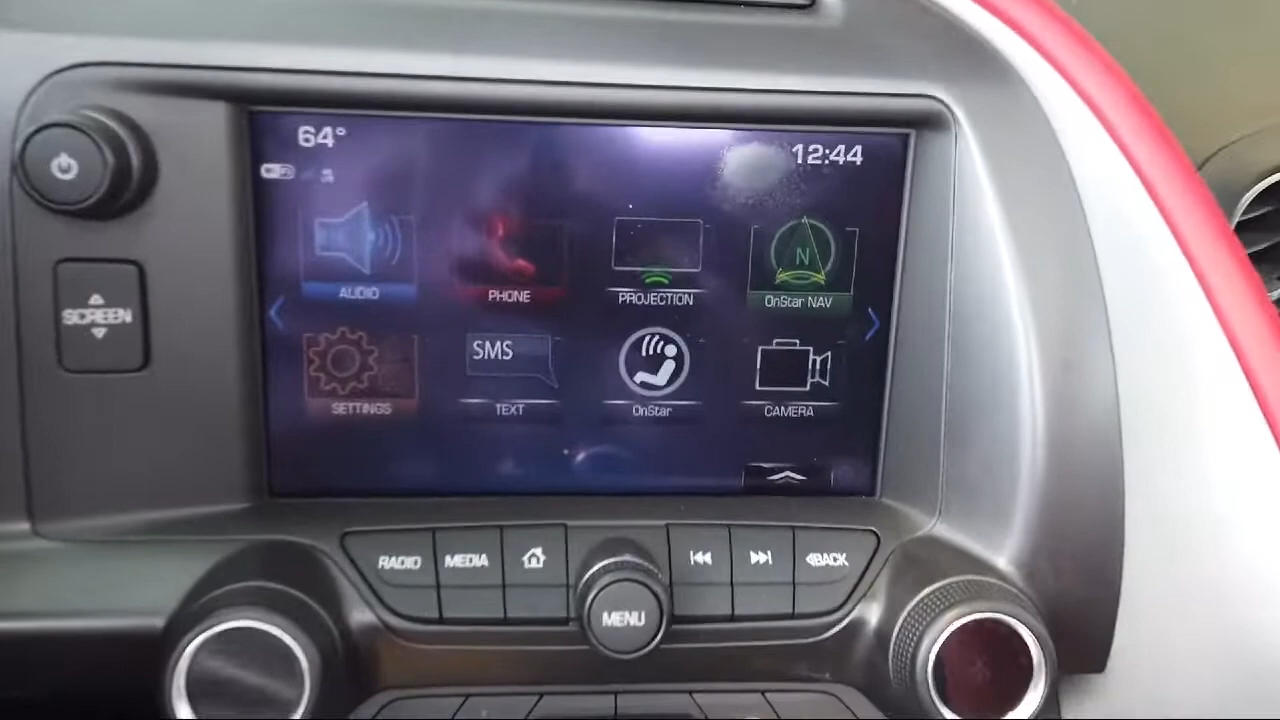 64°
12:44
AUDIO
PHONE
PROJECTION
N
OnStar NAV
SETTINGS
SMS
TEXT
OnStar
CAMERA
SCREEN
RADIO
MEDIA
BACK
MENU